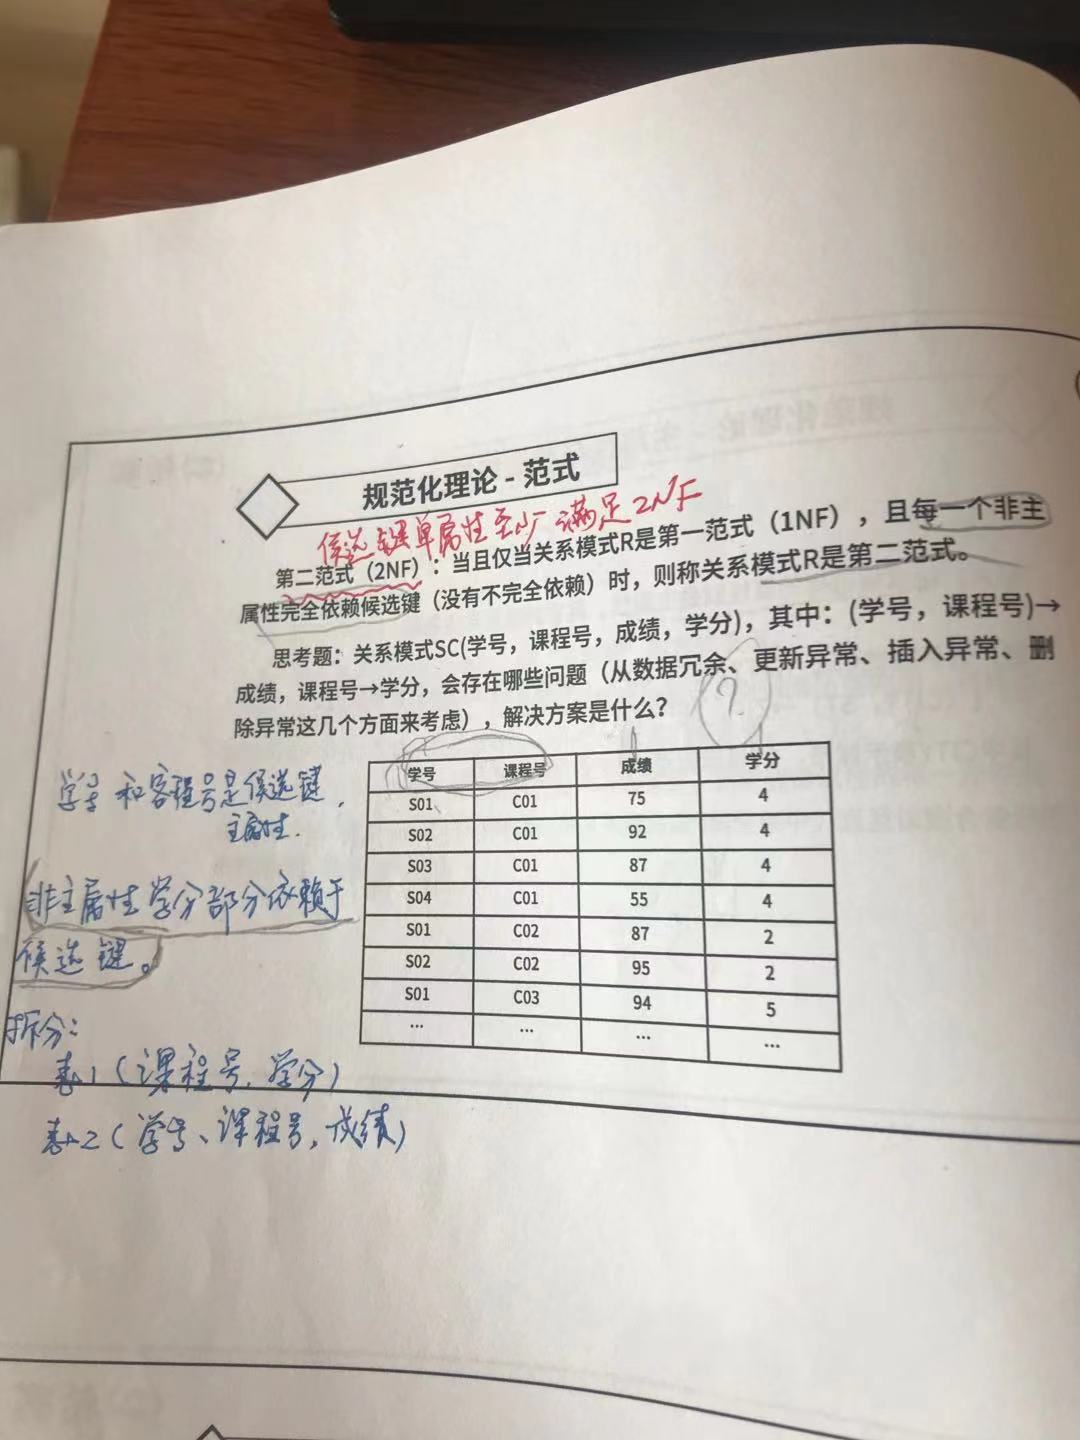 规范化理论 - 范式
候选键单属性至少满足2NF
第二范式（2NF）：当且仅当关系模式R是第一范式（1NF），且每一个非主
属性完全依赖候选键（没有不完全依赖）时，则称关系模式R是第二范式。
思考题：关系模式SC(学号，课程号，成绩，学分)，其中：(学号，课程号)→
成绩，课程号→学分，会存在哪些问题（从数据冗余、更新异常、插入异常、删
除异常这几个方面来考虑），解决方案是什么？
?
学号 课程号 成绩 学分
S01 C01 75 4
S02 C01 92 4
S03 C01 87 4
S04 C01 55 4
S01 C02 87 2
S02 C02 95 2
S01 C03 94 5
... ... ... ...
学号和客程号是候选键，
主属性.
非主属性学分部分依赖于
候选键。
拆分：
表1（课程号，学分）
表2（学号、课程号，成绩）